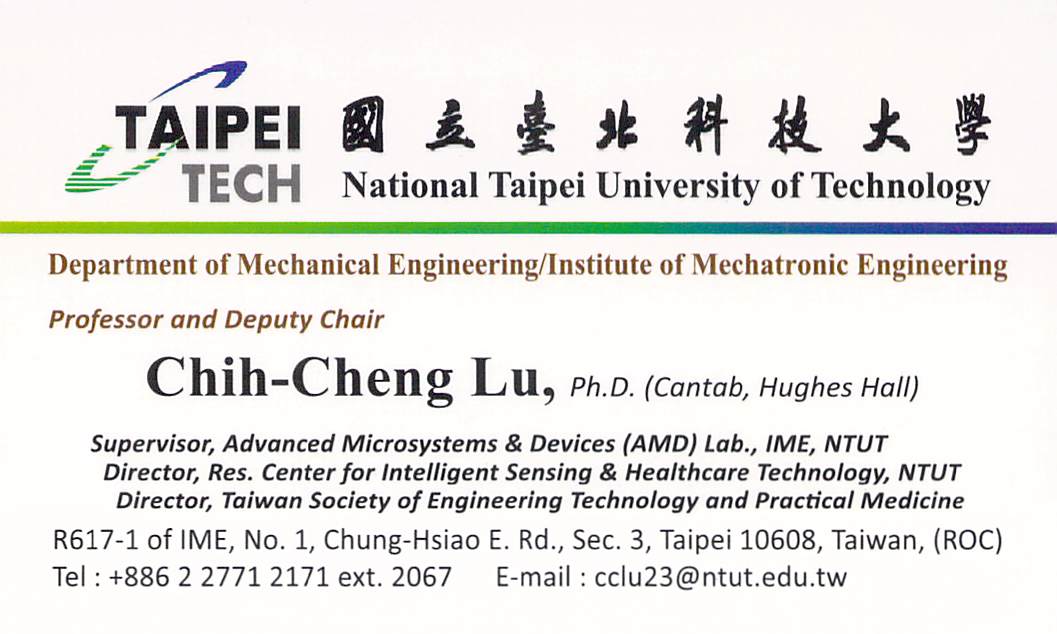 TAIPEI
TECH
國立臺北科技大學
National Taipei University of Technology
Department of Mechanical Engineering/Institute of Mechatronic Engineering
Professor and Deputy Chair
Chih-Cheng Lu, Ph.D. (Cantab, Hughes Hall)
Supervisor, Advanced Microsystems & Devices (AMD) Lab., IME, NTUT
Director, Res. Center for Intelligent Sensing & Healthcare Technology, NTUT
Director, Taiwan Society of Engineering Technology and Practical Medicine
R617-1 of IME, No. 1, Chung-Hsiao E. Rd., Sec. 3, Taipei 10608, Taiwan, (ROC)
Tel : +886 2 2771 2171 ext. 2067 E-mail : cclu23@ntut.edu.tw